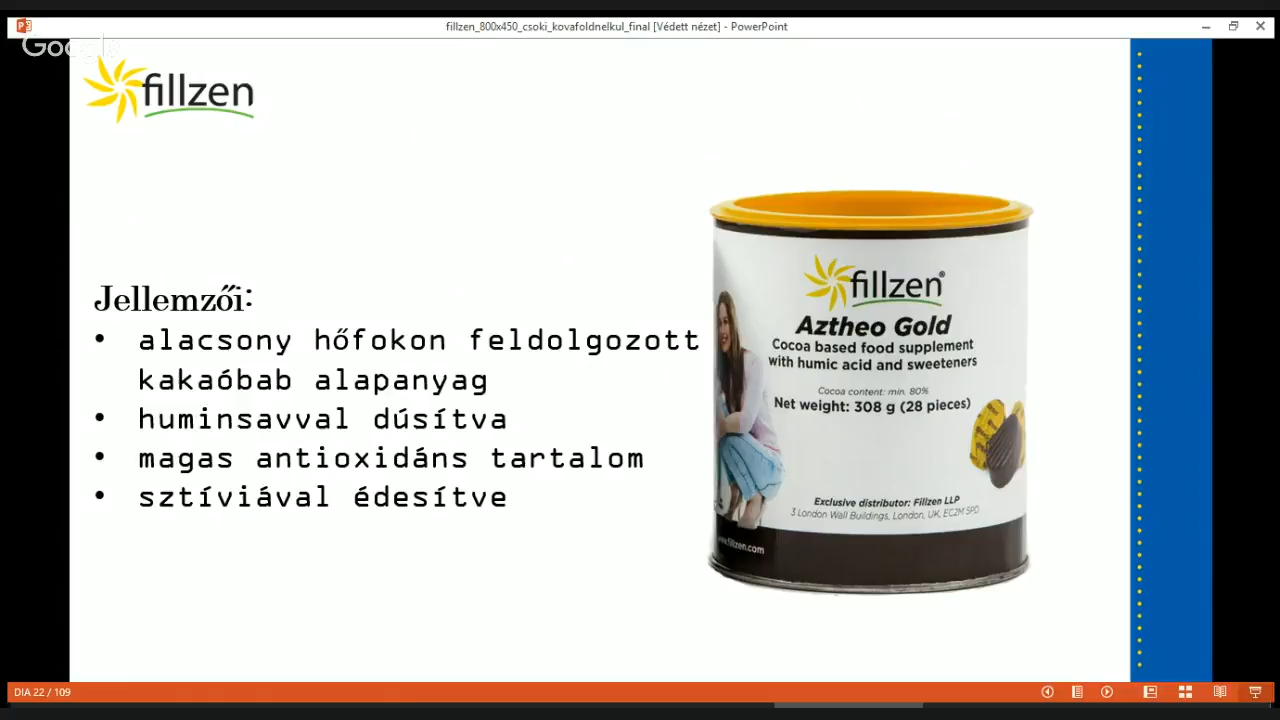 fillzen_800x450_csoki_kovafoldnelkul_final [Védett nézet] - PowerPoint
Google
fillzen
Jellemzői:
• alacsony hőfokon feldolgozott
kakaóbab alapanyag
• huminsavval dúsítva
• magas antioxidáns tartalom
• sztíviával édesítve
fillzen®
Aztheo Gold
Cocoa based food supplement
with humic acid and sweeteners
Cocoa content: min. 80%
Net weight: 308 g (28 pieces)
Exclusive distributor: Fillzen LLP
3 London Wall Buildings, London, UK, EC2M 5PD
www.fillzen.com
DIA 22 / 109